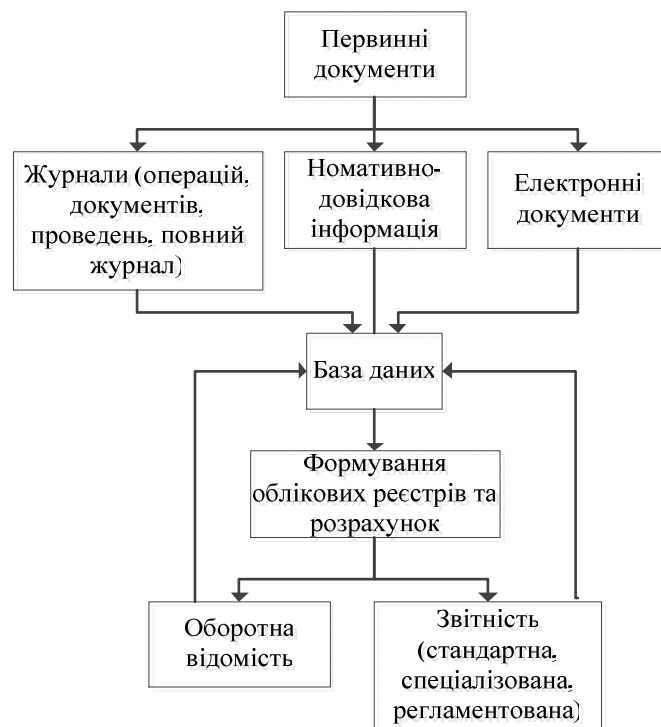 Первинні
документи
Журнали (операцій,
документів,
проведень, повний
журнал)
Номативно-
довідкова
інформація
Електронні
документи
База даних
Формування
облікових реєстрів та
розрахунок
Оборотна
відомість
Звітність
(стандартна,
спеціалізована,
регламентована)